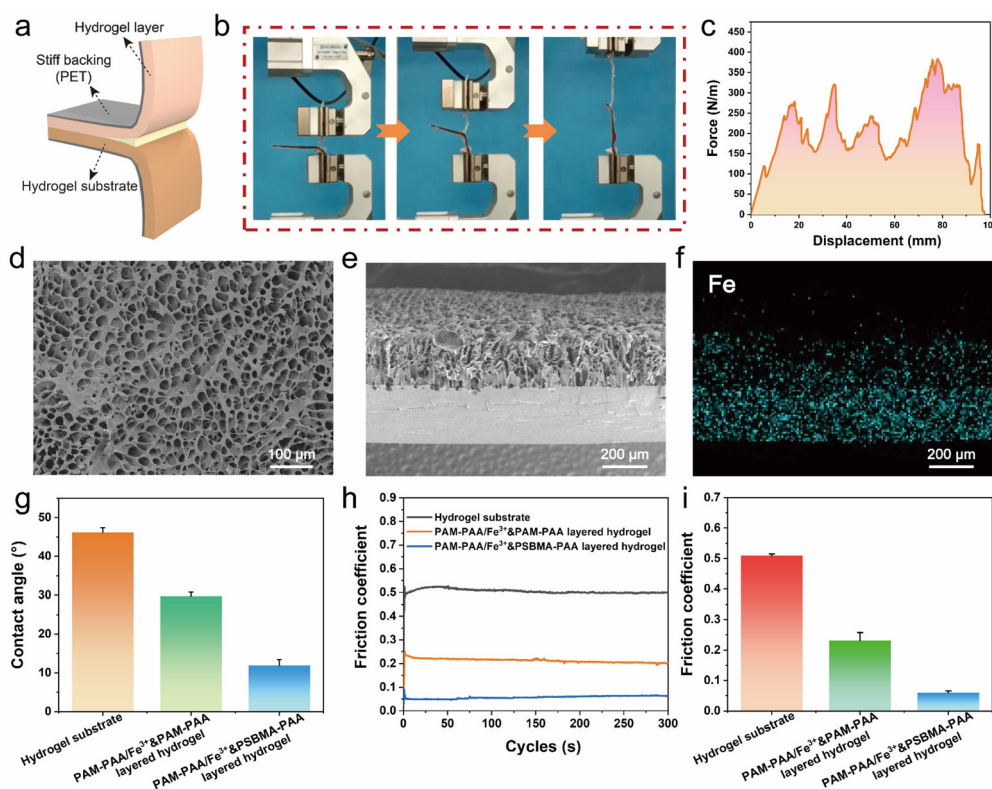 a
Hydrogel layer
Stiff backing
(PET)
Hydrogel substrate
b
c
Force (N/m)
450
400
350
300
250
200
150
100
50
0
0
20
40
60
80
100
Displacement (mm)
d
100 μm
e
200 μm
f
Fe
200 μm
g
Contact angle (°)
50
40
30
20
10
0
Hydrogel substrate
PAM-PAA/Fe³⁺&PAM-PAA
layered hydrogel
PAM-PAA/Fe³⁺&PSBMA-PAA
layered hydrogel
h
Friction coefficient
0.9
0.8
0.7
0.6
0.5
0.4
0.3
0.2
0.1
0.0
Hydrogel substrate
PAM-PAA/Fe³⁺&PAM-PAA layered hydrogel
PAM-PAA/Fe³⁺&PSBMA-PAA layered hydrogel
0
50
100
150
200
250
300
Cycles (s)
i
Friction coefficient
0.7
0.6
0.5
0.4
0.3
0.2
0.1
0.0
Hydrogel substrate
PAM-PAA/Fe³⁺&PAM-PAA
layered hydrogel
PAM-PAA/Fe³⁺&PSBMA-PAA
layered hydrogel